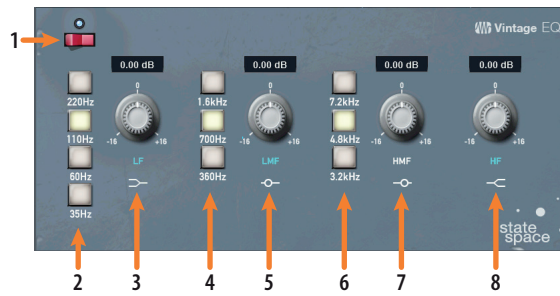 Vintage EQ
1
0.00 dB 0.00 dB 0.00 dB 0.00 dB
0 0 0 0
220Hz 1.6kHz 7.2kHz
-16 +16 -16 +16 -16 +16 -16 +16
110Hz 700Hz 4.8kHz
LF LMF HMF HF
60Hz 360Hz 3.2kHz
35Hz
state
space
2 3 4 5 6 7 8